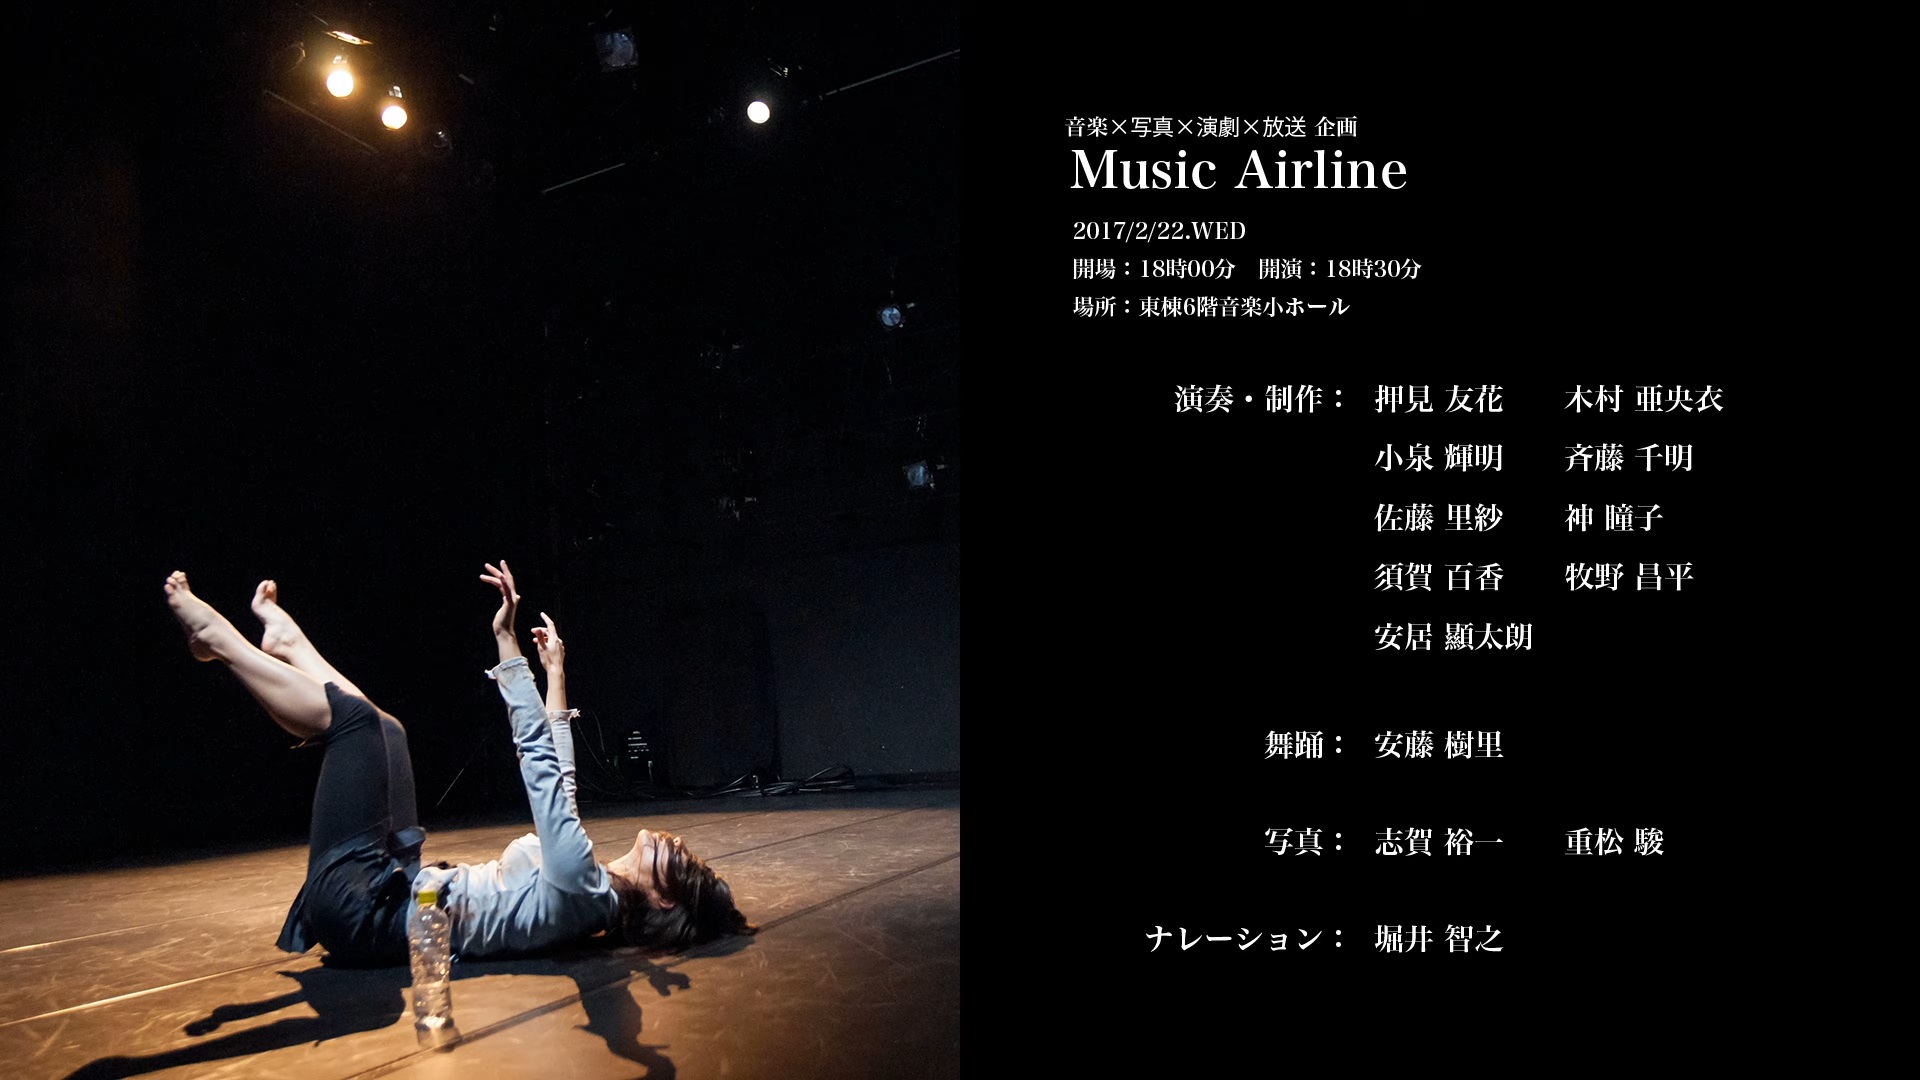 音楽×写真×演劇×放送 企画
Music Airline
2017/2/22.WED
開場：18時00分　開演：18時30分
場所：東棟6階音楽小ホール
演奏・制作： 押見 友花　木村 亜央衣
小泉 輝明　斉藤 千明
佐藤 里紗　神 瞳子
須賀 百香　牧野 昌平
安居 顯太朗
舞踊： 安藤 樹里
写真： 志賀 裕一　重松 駿
ナレーション： 堀井 智之